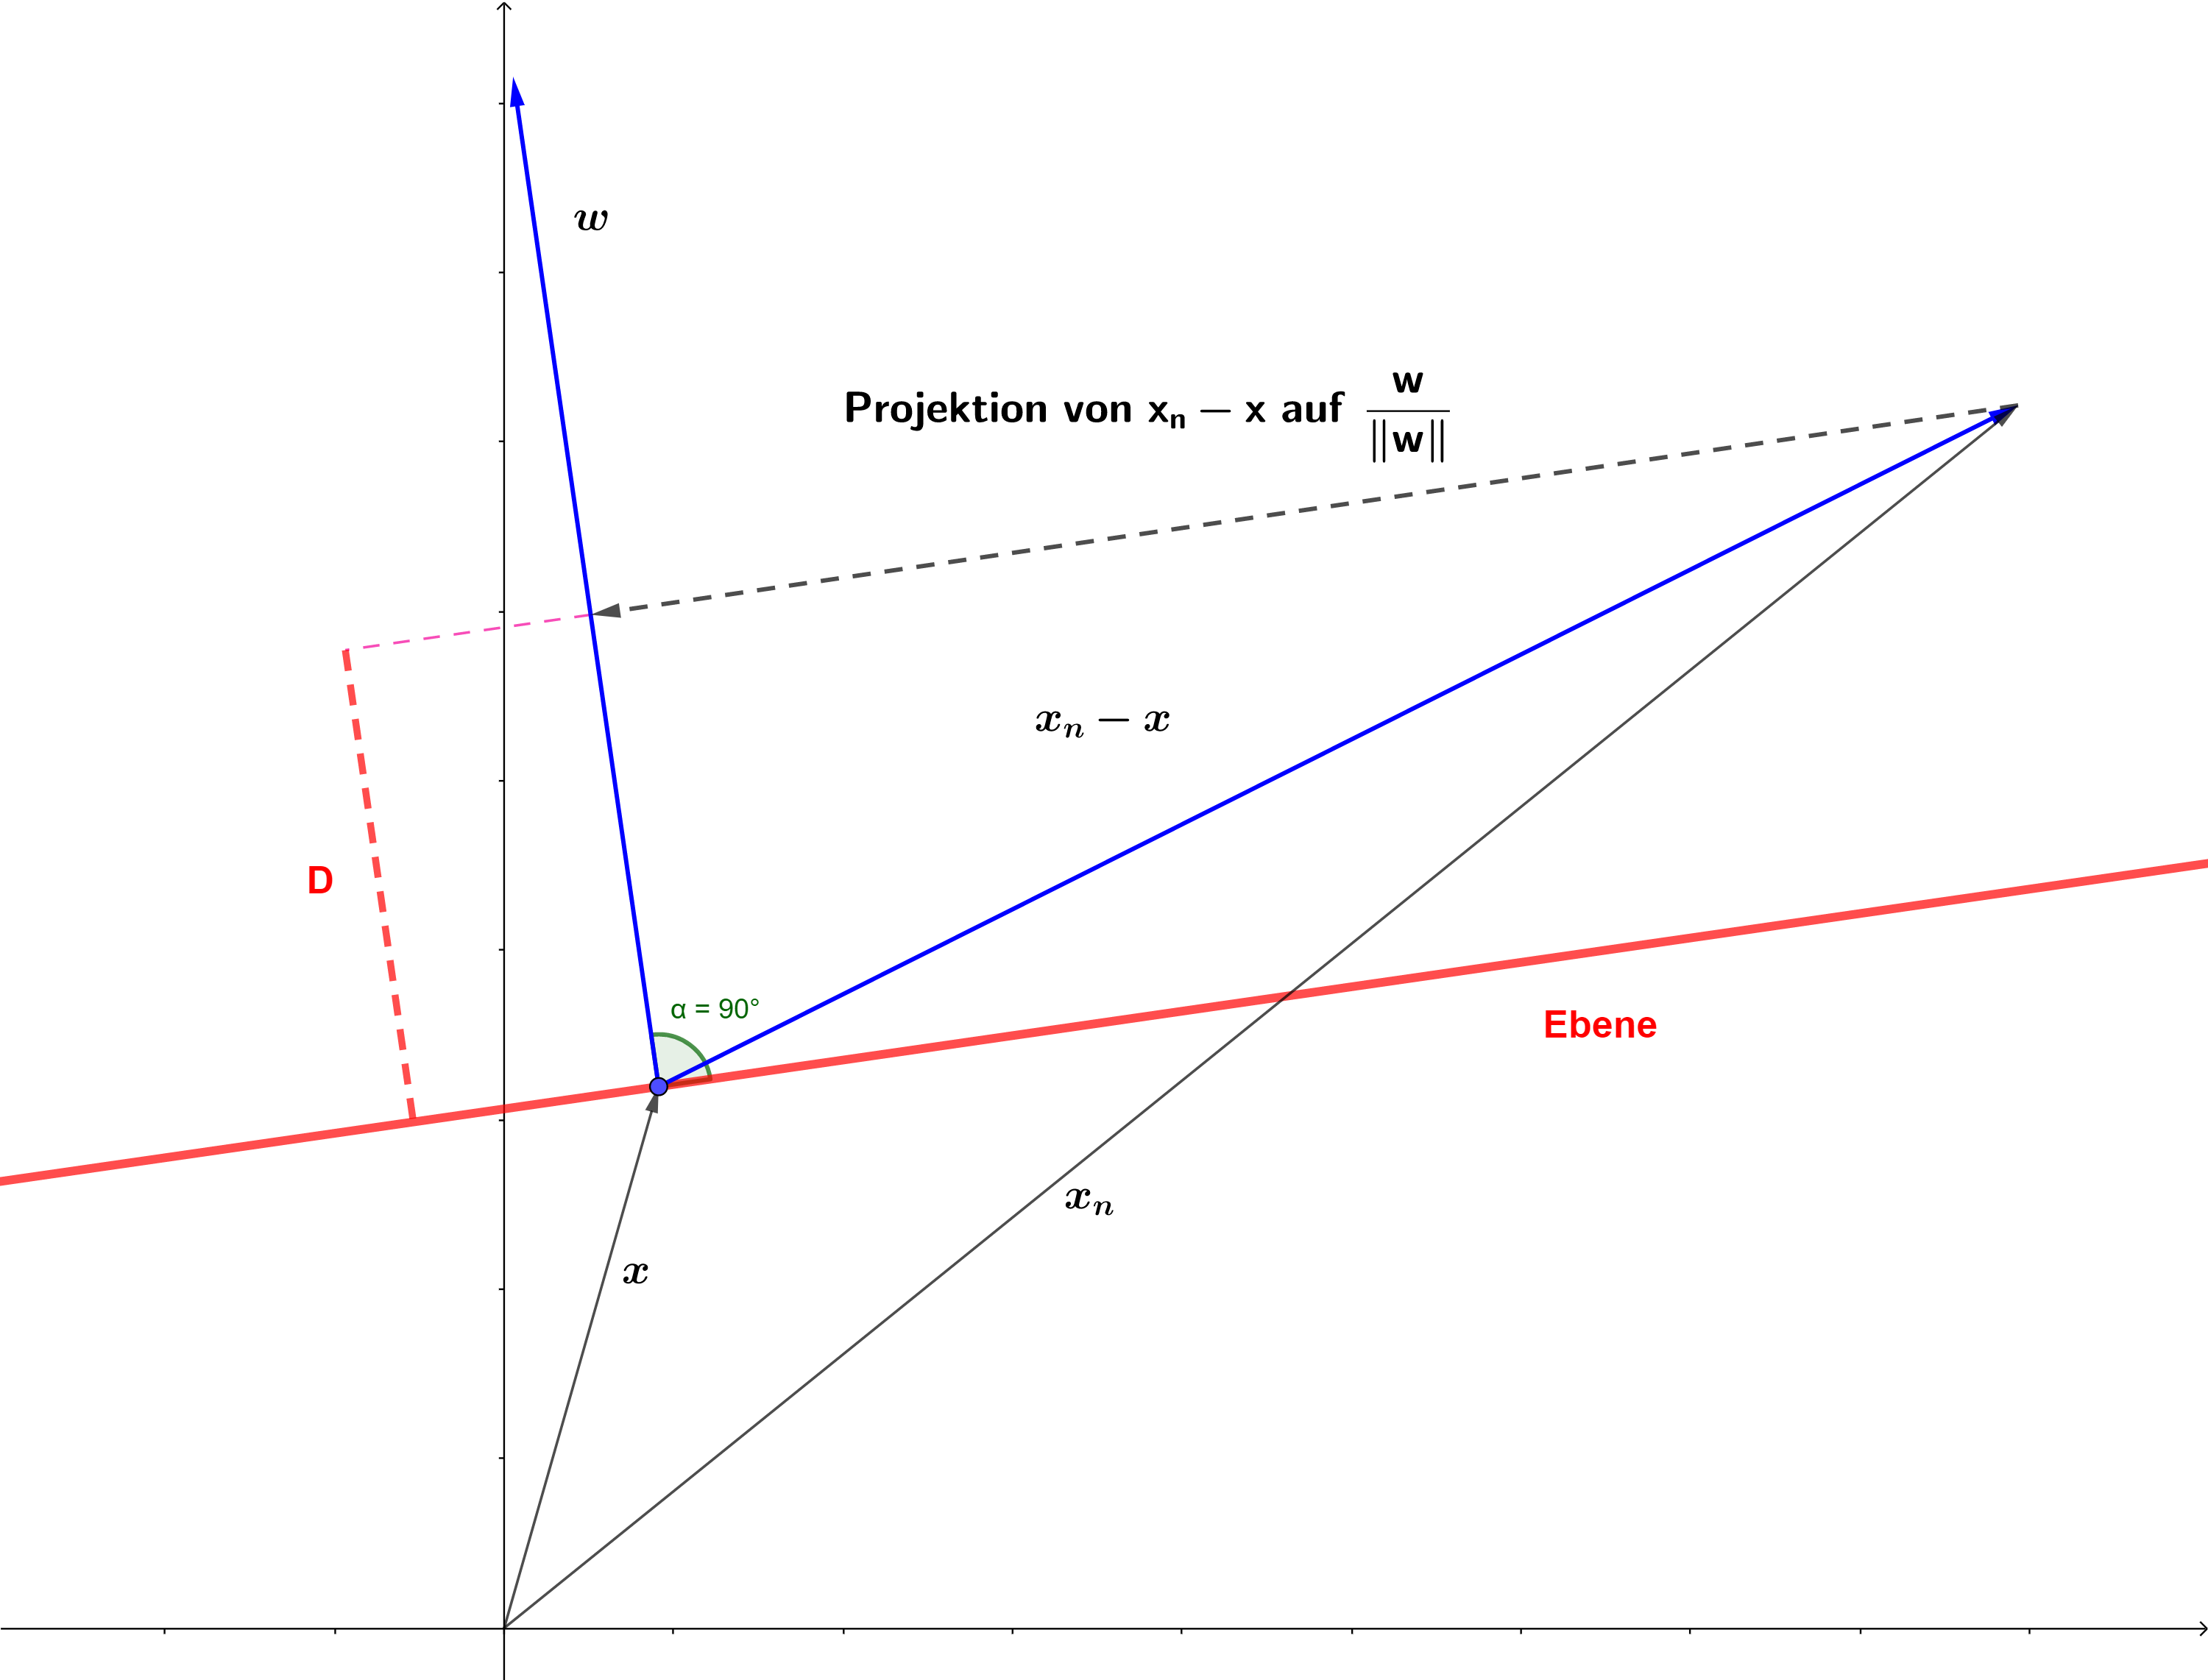 w
Projektion von xₙ − x auf w/||w||
xₙ − x
D
α = 90°
Ebene
xₙ
x